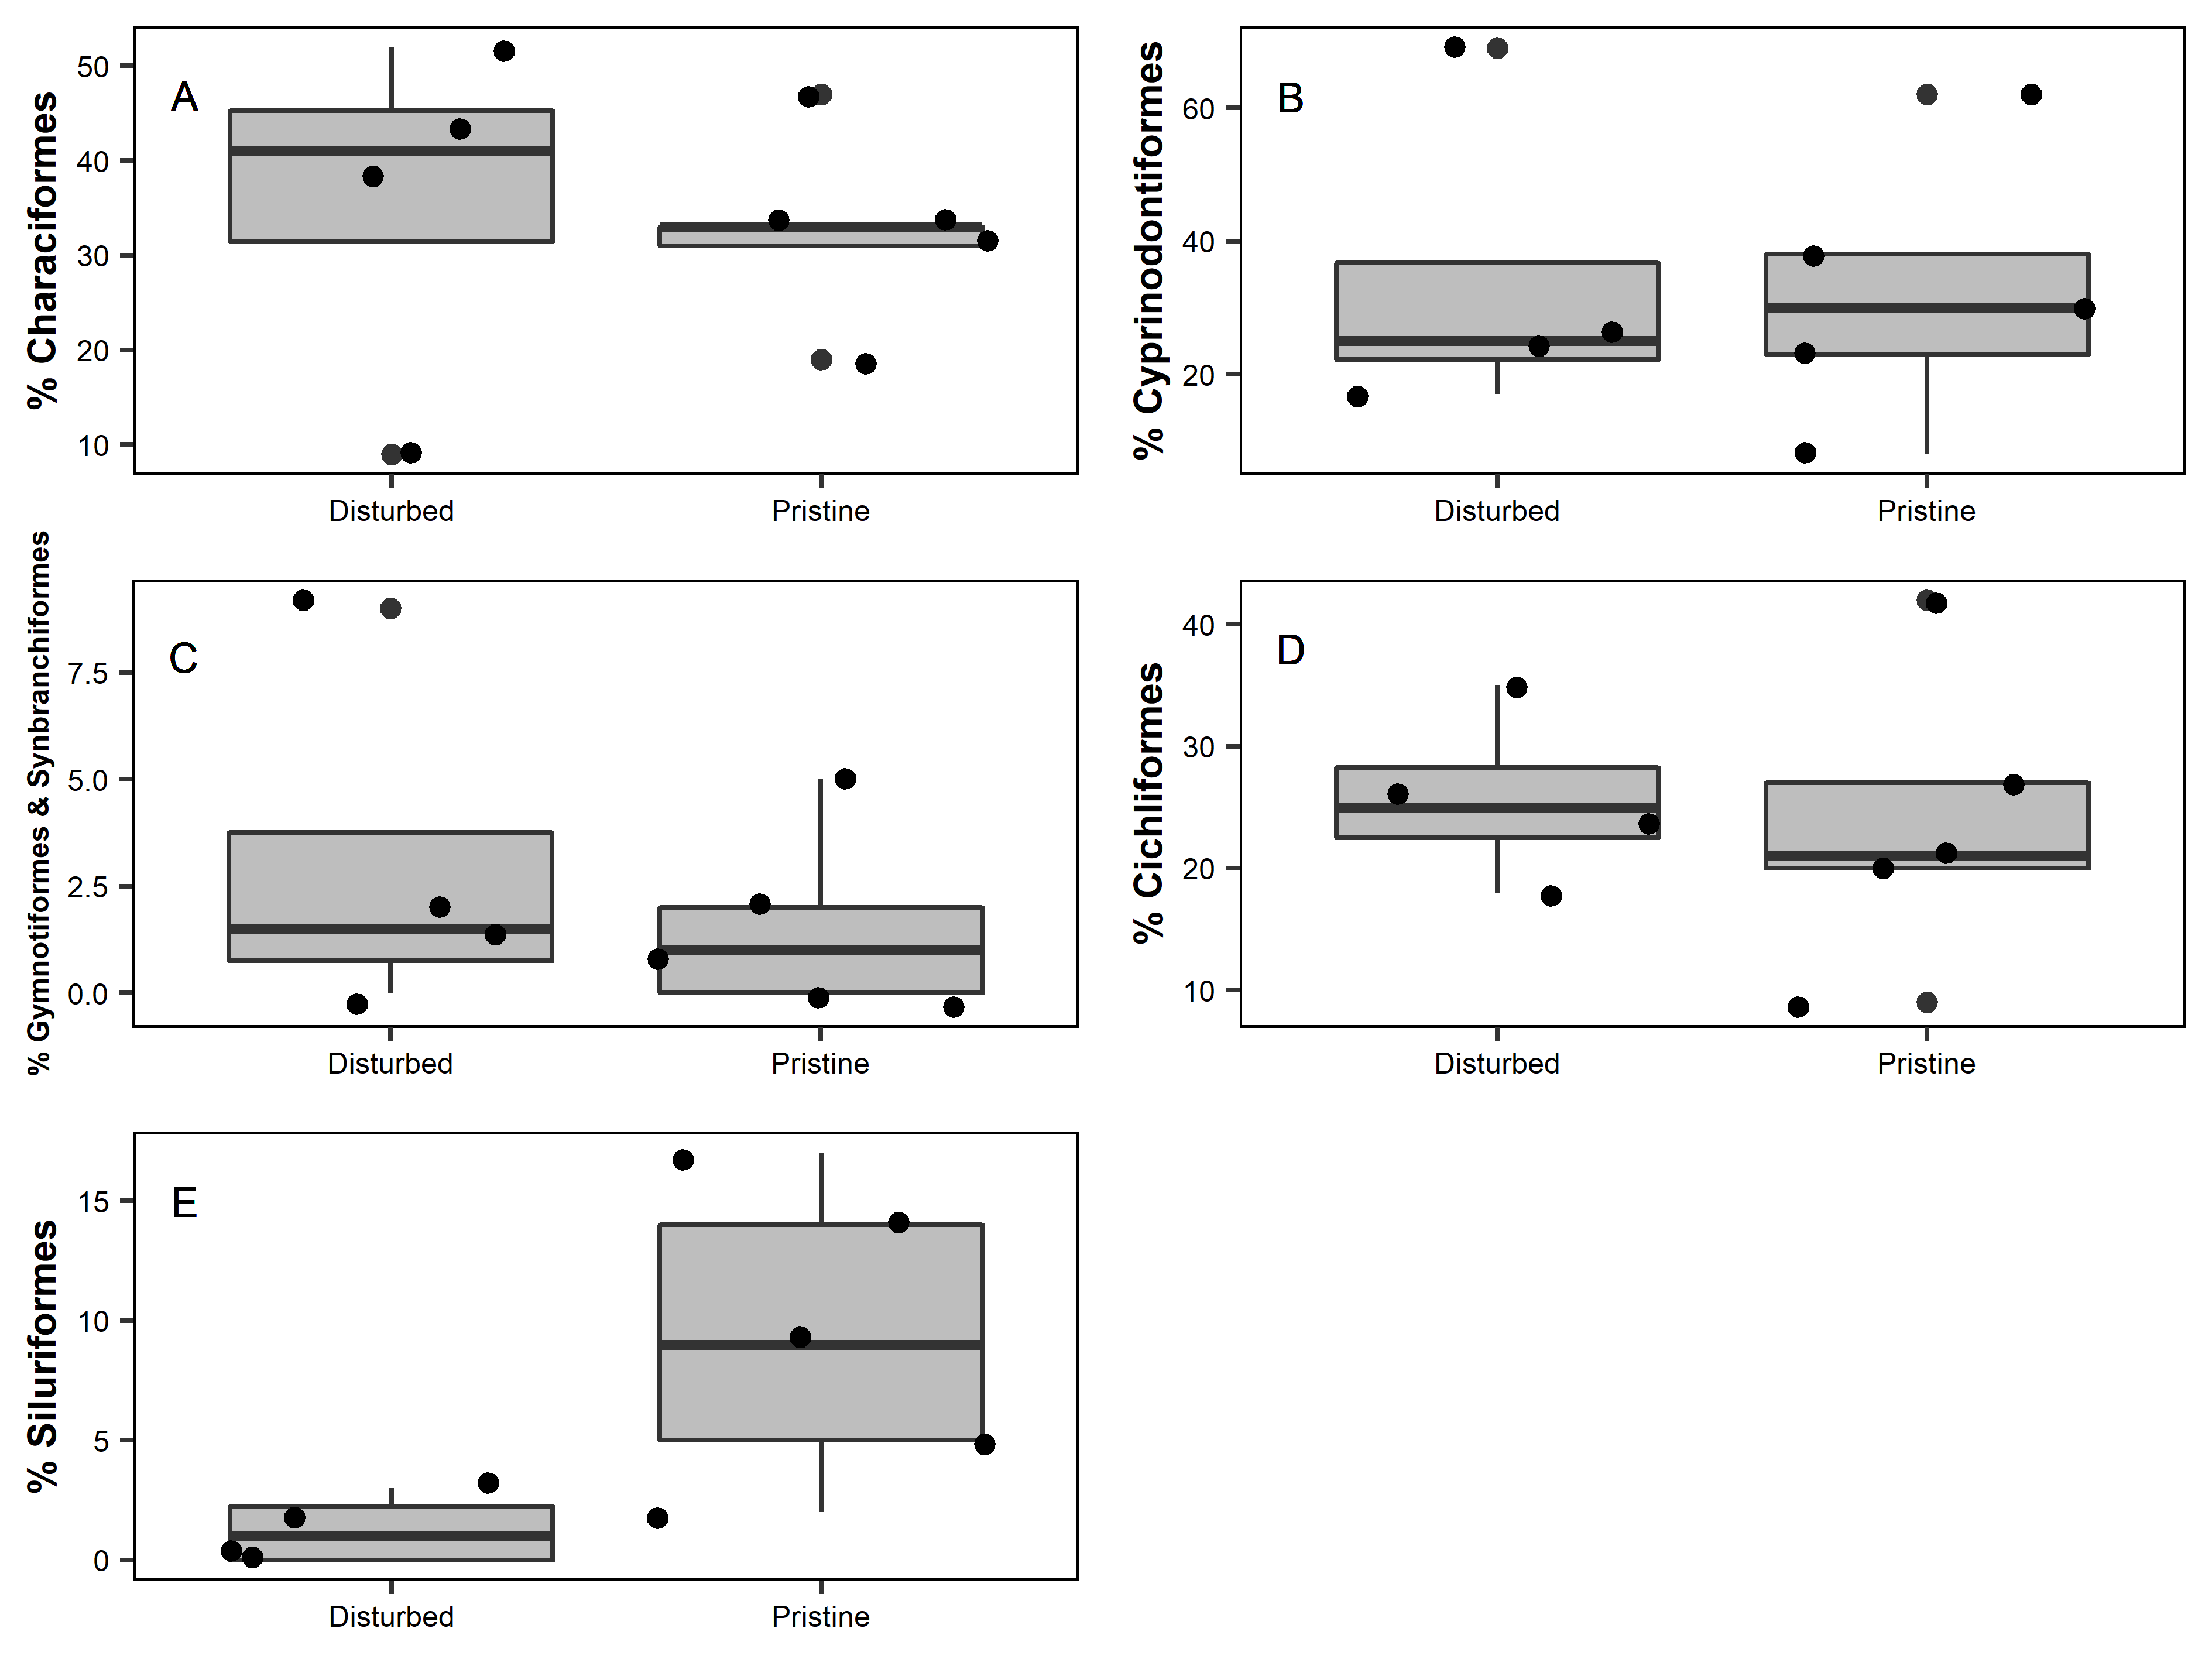 % Characiformes
50
40
30
20
10
A
Disturbed Pristine
% Cyprinodontiformes
60
40
20
B
Disturbed Pristine
% Gymnotiformes & Synbranchiformes
7.5
5.0
2.5
0.0
C
Disturbed Pristine
% Cichliformes
40
30
20
10
D
Disturbed Pristine
% Siluriformes
15
10
5
0
E
Disturbed Pristine